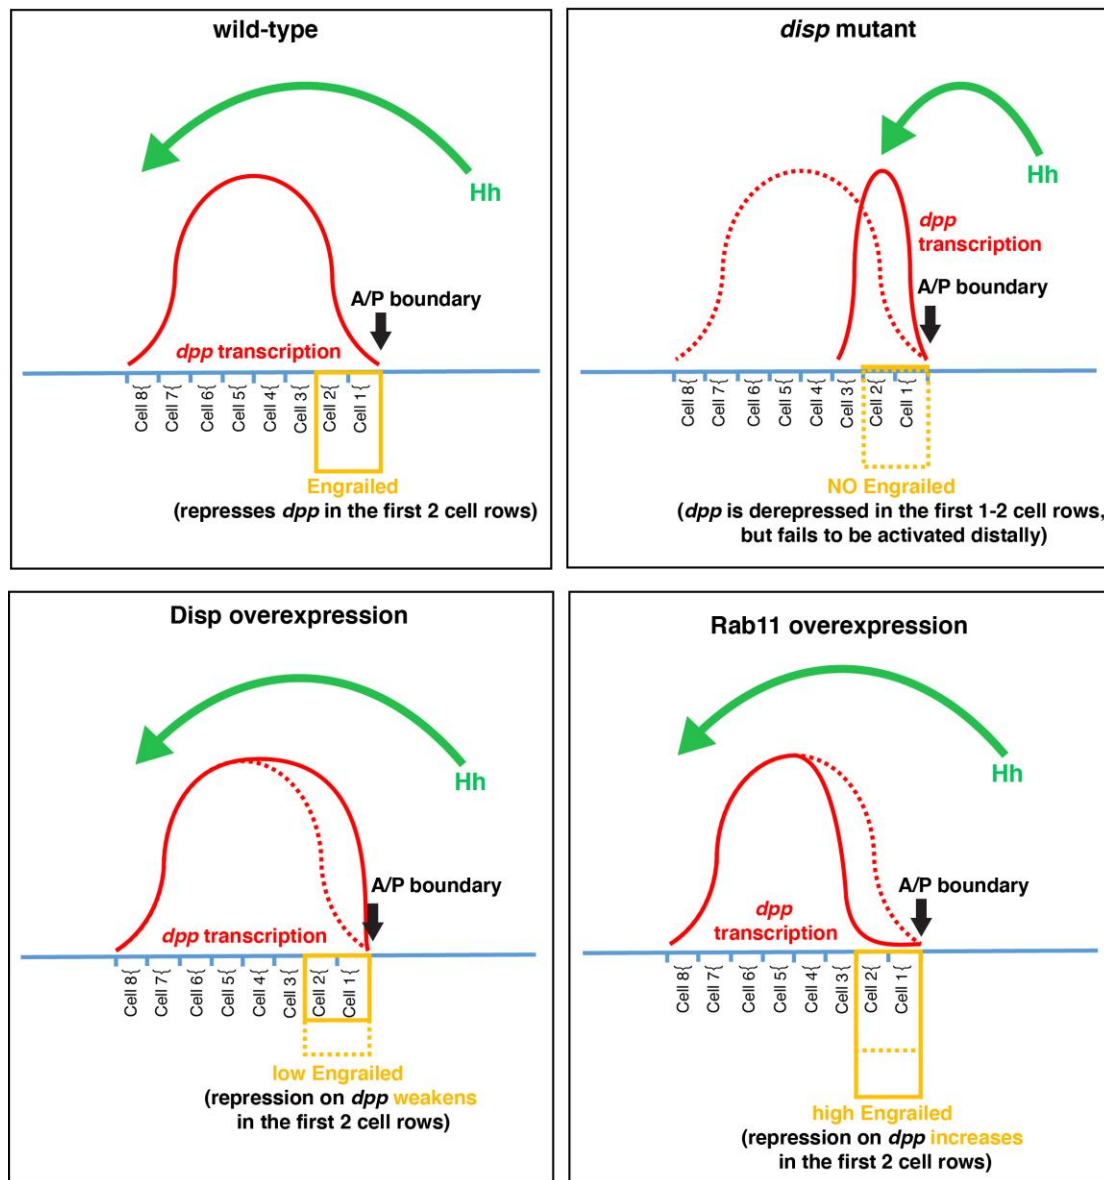 wild-type
Hh
A/P boundary
dpp transcription
Cell 8{
Cell 7{
Cell 6{
Cell 5{
Cell 4{
Cell 3{
Cell 2{
Cell 1{
Engrailed
(represses dpp in the first 2 cell rows)
disp mutant
Hh
dpp
transcription
A/P boundary
Cell 8{
Cell 7{
Cell 6{
Cell 5{
Cell 4{
Cell 3{
Cell 2{
Cell 1{
NO Engrailed
(dpp is derepressed in the first 1-2 cell rows,
but fails to be activated distally)
Disp overexpression
Hh
A/P boundary
dpp transcription
Cell 8{
Cell 7{
Cell 6{
Cell 5{
Cell 4{
Cell 3{
Cell 2{
Cell 1{
low Engrailed
(repression on dpp weakens
in the first 2 cell rows)
Rab11 overexpression
Hh
A/P boundary
dpp
transcription
Cell 8{
Cell 7{
Cell 6{
Cell 5{
Cell 4{
Cell 3{
Cell 2{
Cell 1{
high Engrailed
(repression on dpp increases
in the first 2 cell rows)